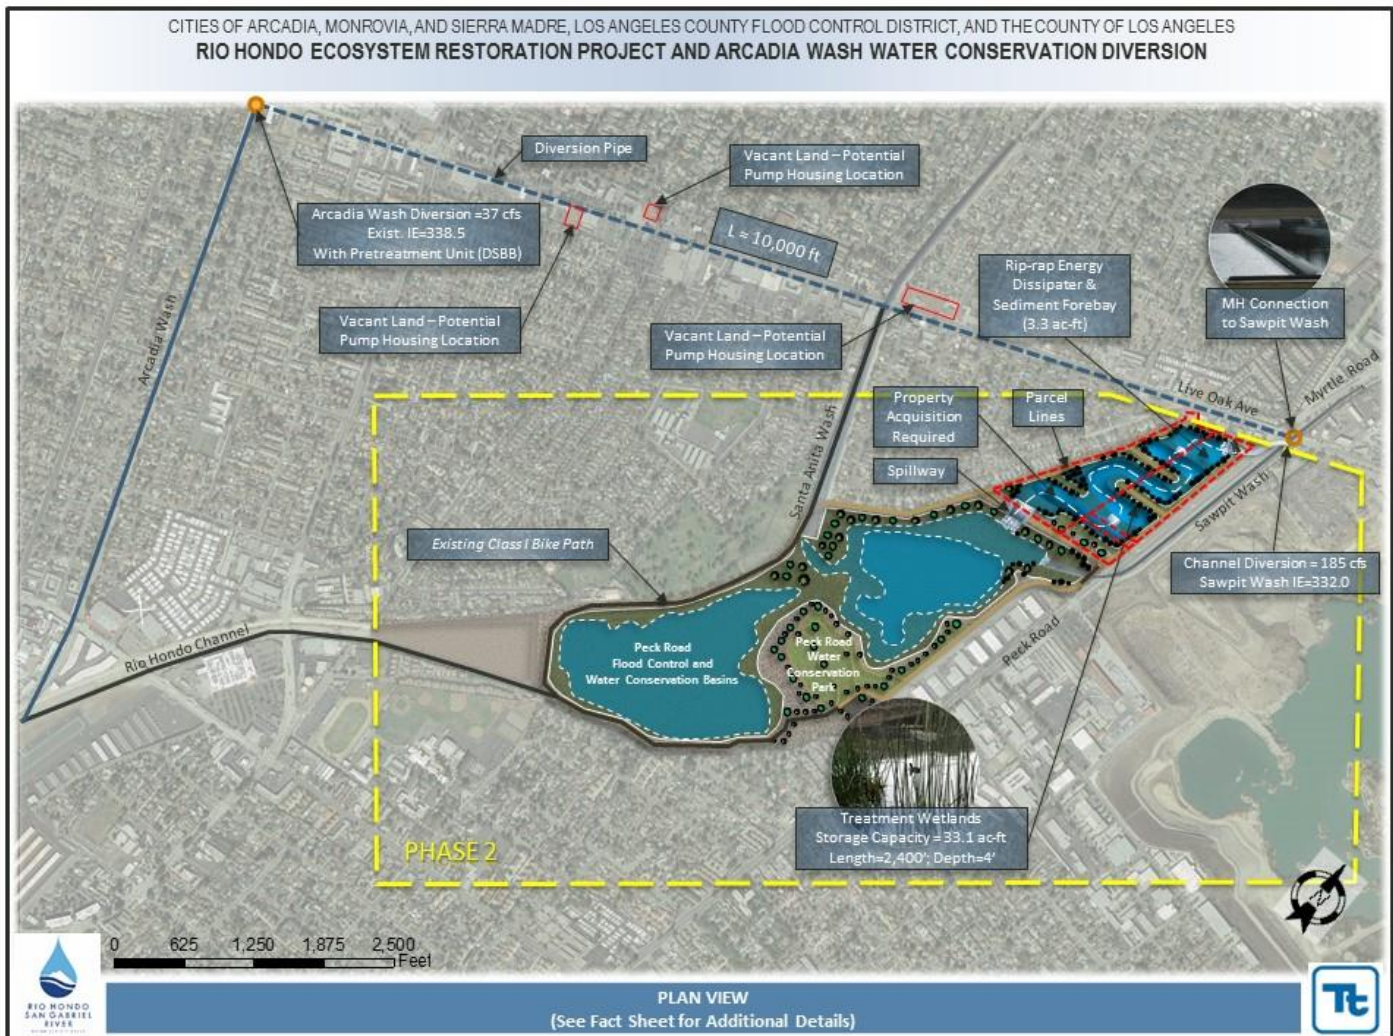 CITIES OF ARCADIA, MONROVIA, AND SIERRA MADRE, LOS ANGELES COUNTY FLOOD CONTROL DISTRICT, AND THE COUNTY OF LOS ANGELES
RIO HONDO ECOSYSTEM RESTORATION PROJECT AND ARCADIA WASH WATER CONSERVATION DIVERSION
Diversion Pipe
Vacant Land – Potential
Pump Housing Location
Arcadia Wash Diversion =37 cfs
Exist. IE=338.5
With Pretreatment Unit (DSBB)
L = 10,000 ft
Rip-rap Energy
Dissipater &
Sediment Forebay
(3.3 ac-ft)
MH Connection
to Sawpit Wash
Vacant Land – Potential
Pump Housing Location
Vacant Land – Potential
Pump Housing Location
Arcadia Wash
Property
Acquisition
Required
Parcel
Lines
Live Oak Ave
Myrtle Road
Spillway
Santa Anita Wash
Sawpit Wash
Existing Class I Bike Path
Channel Diversion = 185 cfs
Sawpit Wash IE=332.0
Rio Hondo Channel
Peck Road
Flood Control and
Water Conservation Basins
Peck Road
Water
Conservation
Park
Peck Road
Treatment Wetlands
Storage Capacity =33.1 ac-ft
Length=2,400'; Depth=4'
PHASE 2
N
0 625 1,250 1,875 2,500
Feet
RIO HONDO
SAN GABRIEL
RIVER
PLAN VIEW
(See Fact Sheet for Additional Details)
Tt